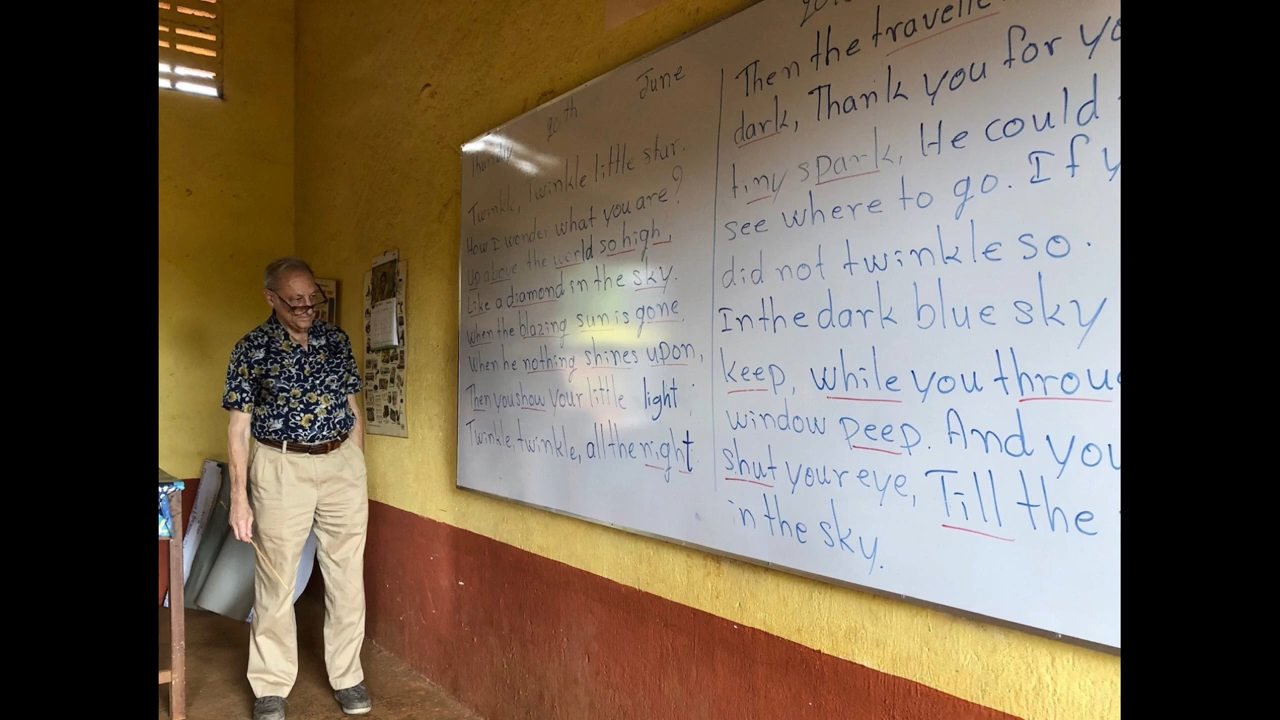 Thursday 20th June
Twinkle, Twinkle little star.
How I wonder what you are?
Up above the world so high,
Like a diamond in the sky.
When the blazing sun is gone
When he nothing shines upon,
Then you show your little light;
Twinkle, twinkle, all the night
Then the travelle
dark, Thank you for yo
tiny spark, He could
see where to go. If y
did not twinkle so.
In the dark blue sky
keep, while you throu
window peep. And you
shut your eye, Till the
in the sky.